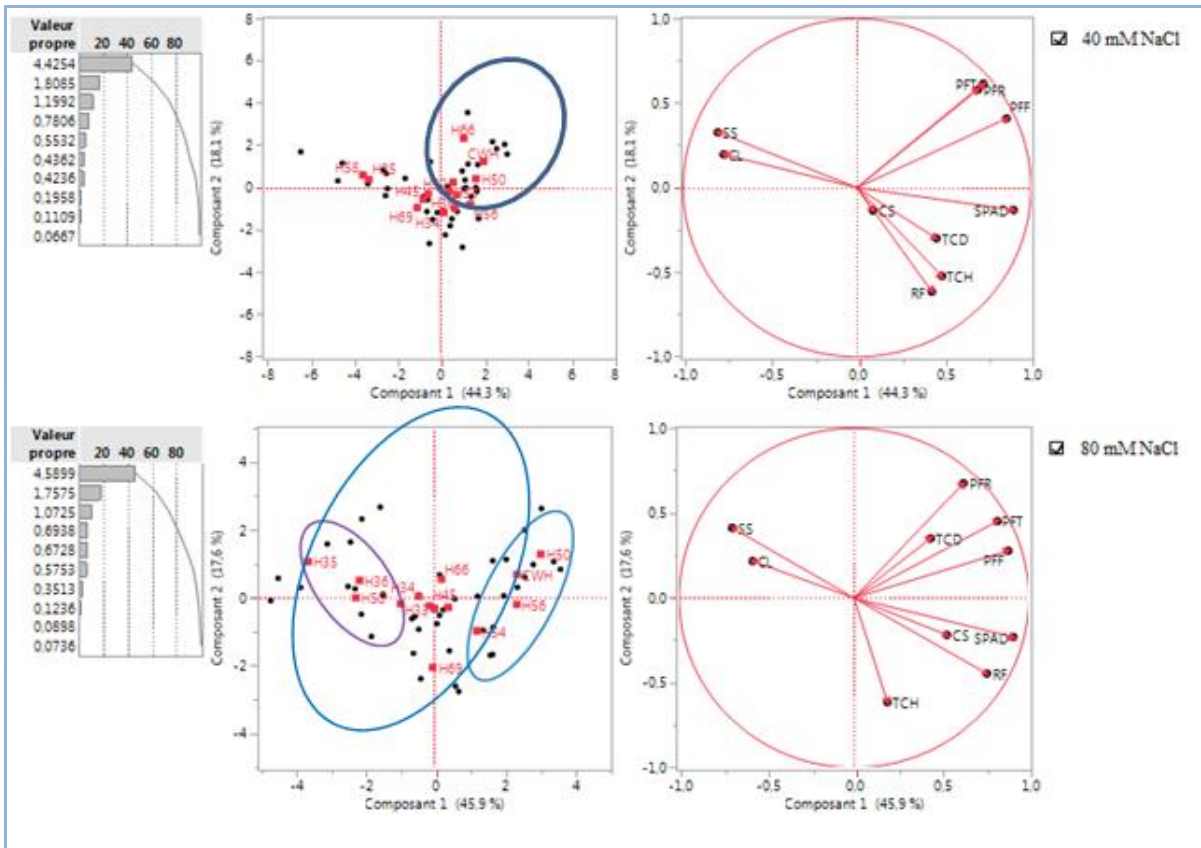 Valeur propre
20 40 60 80
4.4254
1.8085
1.1992
0.7806
0.5532
0.4362
0.4236
0.1958
0.1109
0.0667
Composant 2 (18,1 %)
8
6
4
2
0
-2
-4
-6
-8
H66
CWH
H50
H58
H35
H45
H69
H34
H56
-8 -6 -4 -2 0 2 4 6 8
Composant 1 (44,3 %)
Composant 2 (18,1 %)
1.0
0.5
0.0
-0.5
-1.0
PFT
PFR
PFF
SS
CL
CS
SPAD
TCD
TCH
RF
-1.0 -0.5 0.0 0.5 1.0
Composant 1 (44,3 %)
40 mM NaCl
Valeur propre
20 40 60 80
4.5899
1.7575
1.0725
0.6938
0.6728
0.5753
0.3513
0.1236
0.0898
0.0736
Composant 2 (17,6 %)
4
2
0
-2
-4
H35
H36
H34
H66
H50
CWH
H56
H33
H45
H69
-4 -2 0 2 4
Composant 1 (45,9 %)
Composant 2 (17,6 %)
1.0
0.5
0.0
-0.5
-1.0
PFR
PFT
TCD
PFF
SS
CL
CS
SPAD
RF
TCH
-1.0 -0.5 0.0 0.5 1.0
Composant 1 (45,9 %)
80 mM NaCl